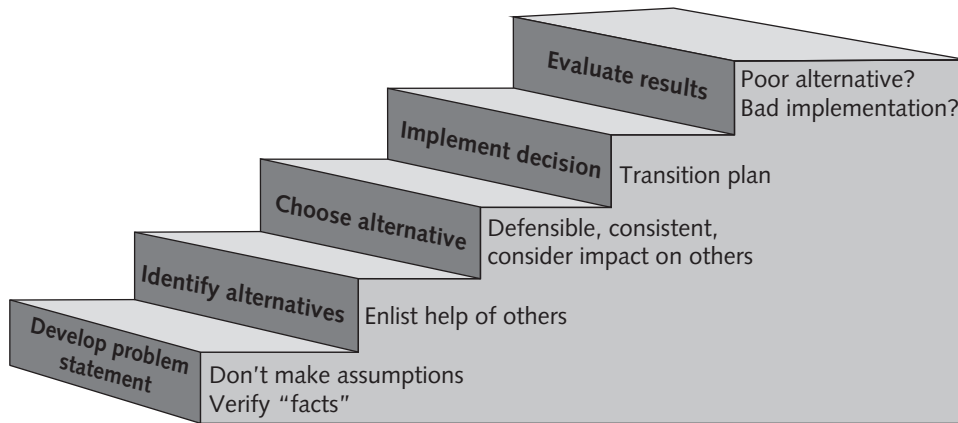 Evaluate results
Poor alternative?
Bad implementation?
Implement decision
Transition plan
Choose alternative
Defensible, consistent,
consider impact on others
Identify alternatives
Enlist help of others
Develop problem
statement
Don't make assumptions
Verify “facts”